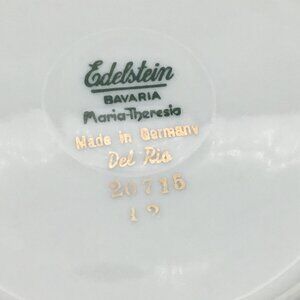 Edelstein
BAVARIA
Maria-Theresia
Made in Germany
Del Rio
20715
12